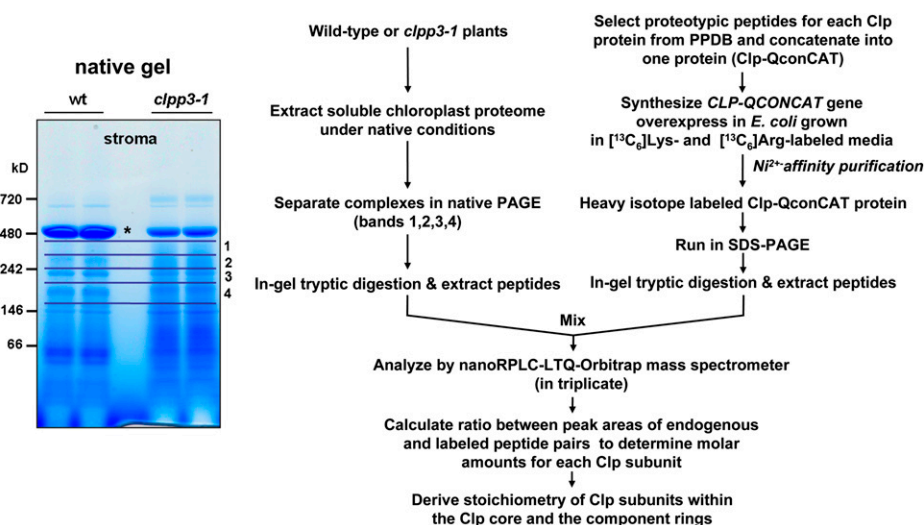 native gel
wt
clpp3-1
stroma
kD
720
480
*
242
146
66
1
2
3
4
Wild-type or clpp3-1 plants
Extract soluble chloroplast proteome
under native conditions
Separate complexes in native PAGE
(bands 1,2,3,4)
In-gel tryptic digestion & extract peptides
Select proteotypic peptides for each Clp
protein from PPDB and concatenate into
one protein (Clp-QconCAT)
Synthesize CLP-QCONCAT gene
overexpress in E. coli grown
in [¹³C₆]Lys- and [¹³C₆]Arg-labeled media
Ni²⁺-affinity purification
Heavy isotope labeled Clp-QconCAT protein
Run in SDS-PAGE
In-gel tryptic digestion & extract peptides
Mix
Analyze by nanoRPLC-LTQ-Orbitrap mass spectrometer
(in triplicate)
Calculate ratio between peak areas of endogenous
and labeled peptide pairs to determine molar
amounts for each Clp subunit
Derive stoichiometry of Clp subunits within
the Clp core and the component rings